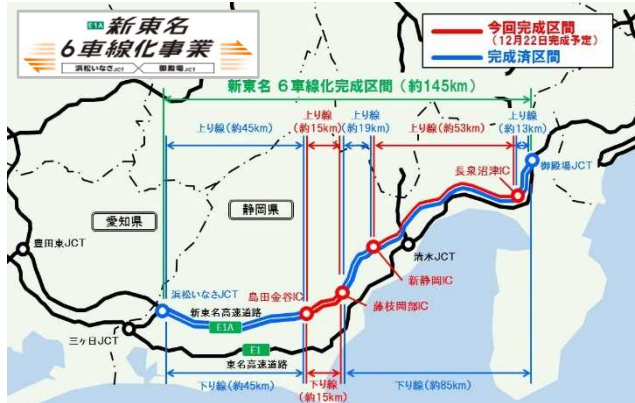 E1A 新東名
6車線化事業
浜松いなさJCT 御殿場JCT
今回完成区間
(12月22日完成予定)
完成済区間
新東名 6車線化完成区間(約145km)
上り線(約45km)
上り線
(約15km)
上り線
(約19km)
上り線(約53km)
上り線
(約13km)
御殿場JCT
長泉沼津IC
静岡県
愛知県
豊田東JCT
清水JCT
新静岡IC
浜松いなさJCT
島田金谷IC
藤枝岡部IC
新東名高速道路
E1A
三ヶ日JCT
E1
東名高速道路
下り線(約45km)
下り線
(約15km)
下り線(約85km)